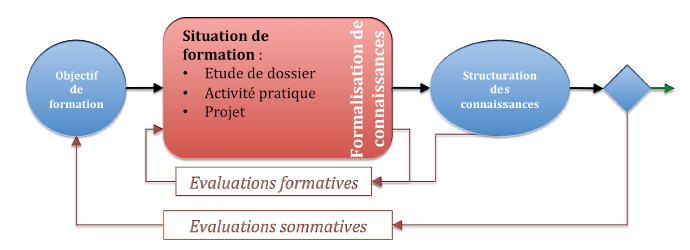 Objectif
de
formation
Situation de
formation :
• Etude de dossier
• Activité pratique
• Projet
Formalisation de
connaissances
Structuration
des
connaissances
Evaluations formatives
Evaluations sommatives